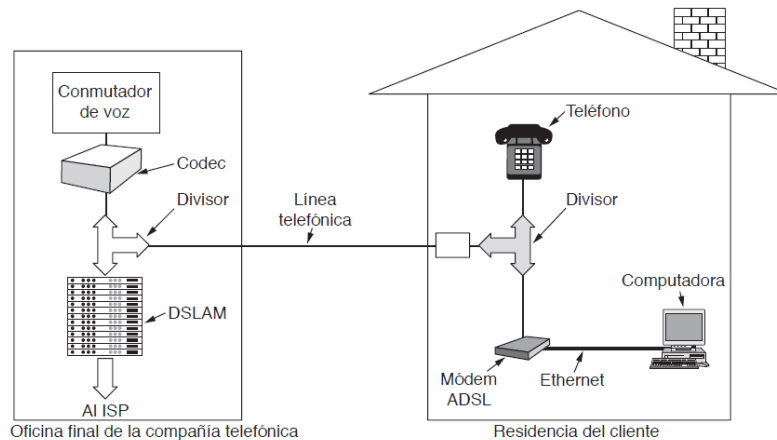 Conmutador
de voz
Codec
Divisor
DSLAM
Al ISP
Oficina final de la compañía telefónica
Línea
telefónica
Teléfono
Divisor
Computadora
Módem
ADSL
Ethernet
Residencia del cliente